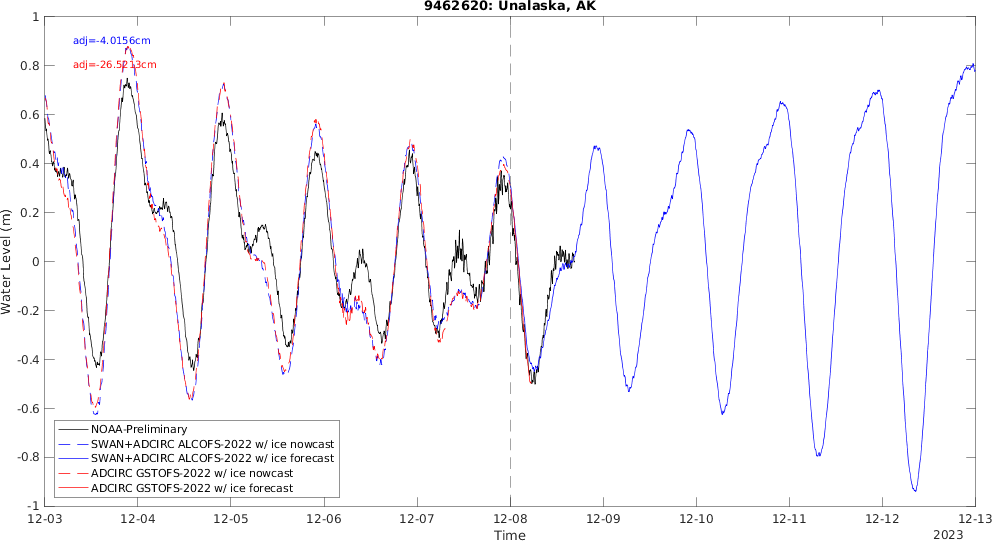 9462620: Unalaska, AK
adj=-4.0156cm
adj=-26.5213cm
Water Level (m)
1
0.8
0.6
0.4
0.2
0
-0.2
-0.4
-0.6
-0.8
-1
NOAA-Preliminary
SWAN+ADCIRC ALCOFS-2022 w/ ice nowcast
SWAN+ADCIRC ALCOFS-2022 w/ ice forecast
ADCIRC GSTOFS-2022 w/ ice nowcast
ADCIRC GSTOFS-2022 w/ ice forecast
12-03 12-04 12-05 12-06 12-07 12-08 12-09 12-10 12-11 12-12 12-13
Time
2023